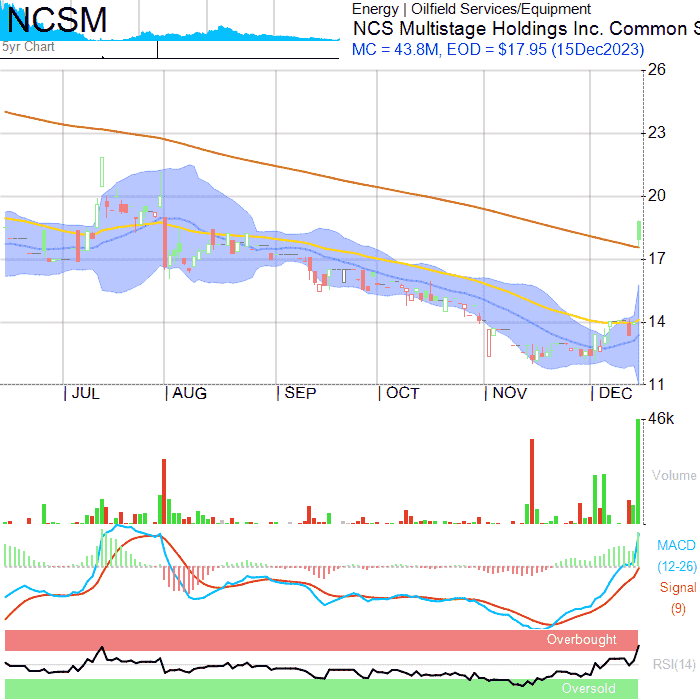 NCSM
5yr Chart
Energy | Oilfield Services/Equipment
NCS Multistage Holdings Inc. Common S
MC = 43.8M, EOD = $17.95 (15Dec2023)
26
23
20
17
14
11
JUL AUG SEP OCT NOV DEC
46k
Volume
MACD
(12-26)
Signal
(9)
Overbought
RSI(14)
Oversold